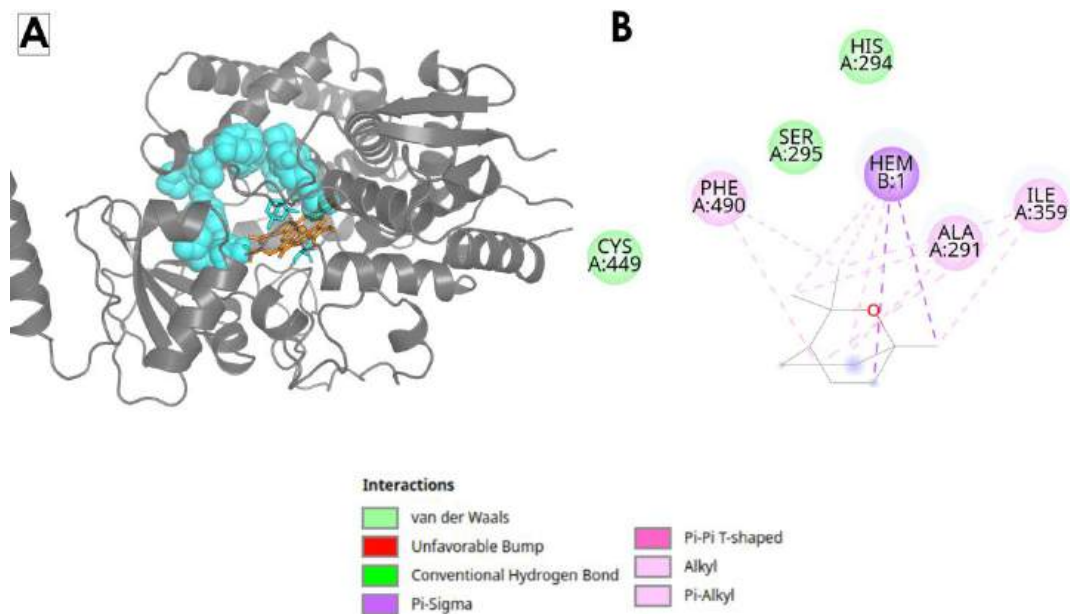 A
B
HIS
A:294
SER
A:295
HEM
B:1
PHE
A:490
ILE
A:359
ALA
A:291
CYS
A:449
O
Interactions
van der Waals
Unfavorable Bump
Conventional Hydrogen Bond
Pi-Sigma
Pi-Pi T-shaped
Alkyl
Pi-Alkyl